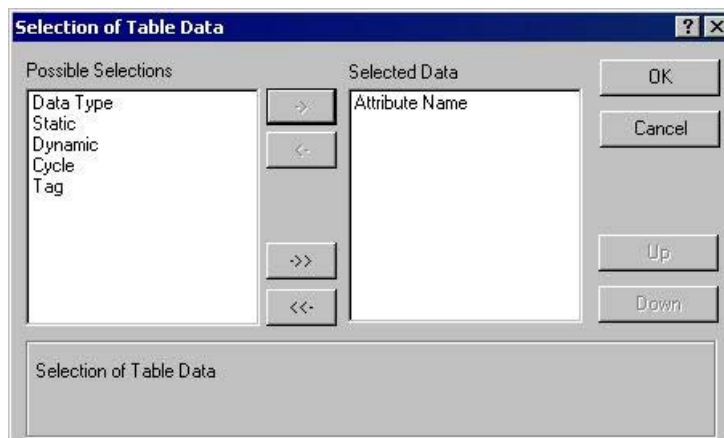 Selection of Table Data
Possible Selections
Data Type
Static
Dynamic
Cycle
Tag
->
<-
->>
<<-
Selected Data
Attribute Name
OK
Cancel
Up
Down
Selection of Table Data